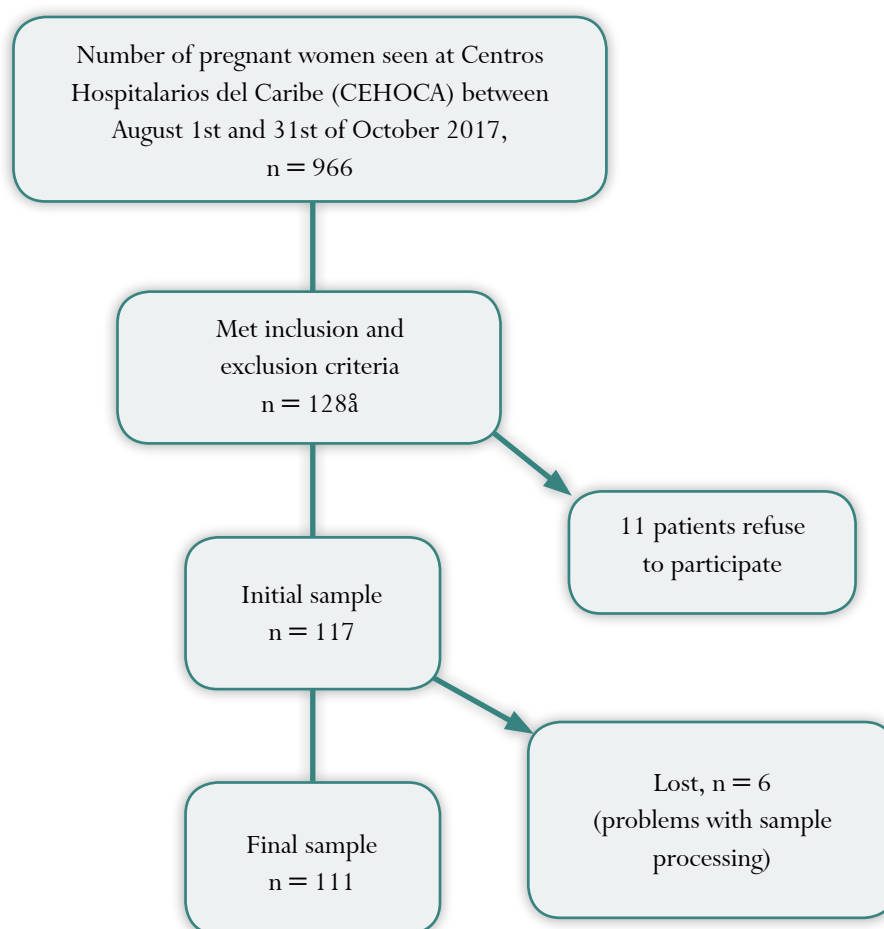 Number of pregnant women seen at Centros
Hospitalarios del Caribe (CEHOCA) between
August 1st and 31st of October 2017,
n = 966
Met inclusion and
exclusion criteria
n = 128å
11 patients refuse
to participate
Initial sample
n = 117
Lost, n = 6
(problems with sample
processing)
Final sample
n = 111